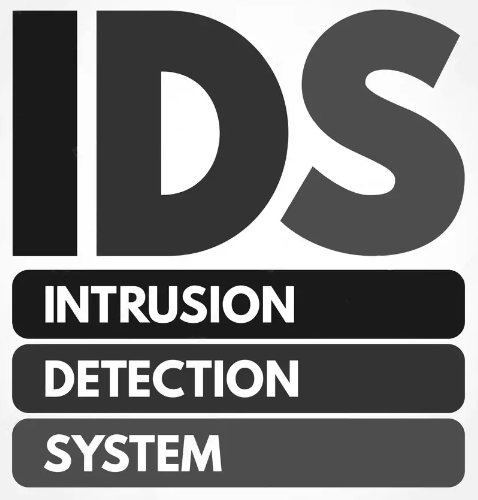 IDS
INTRUSION
DETECTION
SYSTEM